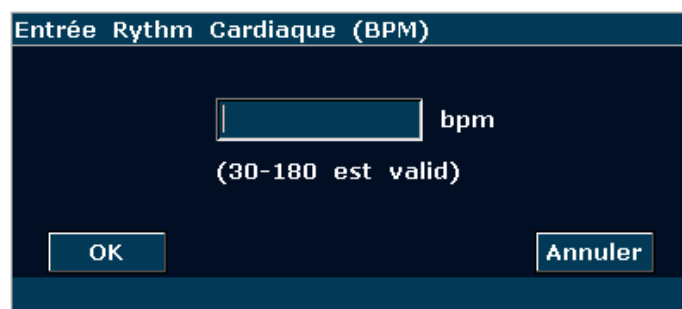 Entrée Rythm Cardiaque (BPM)
bpm
(30-180 est valid)
OK Annuler